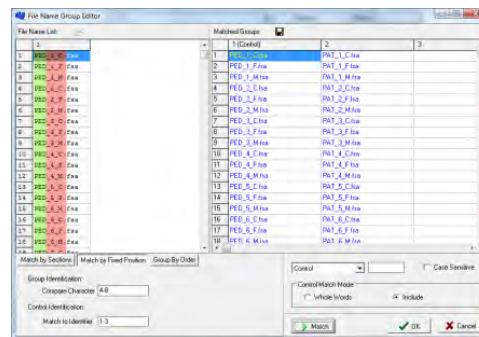 File Name Group Editor
File Name List:
Matched Groups:
1
1 (Control) 2 3
1 PED_1_C.fsa
2 PED_1_F.fsa
3 PED_1_M.fsa
4 PED_2_C.fsa
5 PED_2_F.fsa
6 PED_2_M.fsa
7 PED_3_C.fsa
8 PED_3_F.fsa
9 PED_3_M.fsa
10 PED_4_C.fsa
11 PED_4_F.fsa
12 PED_4_M.fsa
13 PED_5_C.fsa
14 PED_5_F.fsa
15 PED_5_M.fsa
16 PED_6_C.fsa
17 PED_6_F.fsa
18 PED_6_M.fsa
1 PED_1_C.fsa PAT_1_C.fsa
2 PED_1_F.fsa PAT_1_F.fsa
3 PED_1_M.fsa PAT_1_M.fsa
4 PED_2_C.fsa PAT_2_C.fsa
5 PED_2_F.fsa PAT_2_F.fsa
6 PED_2_M.fsa PAT_2_M.fsa
7 PED_3_C.fsa PAT_3_C.fsa
8 PED_3_F.fsa PAT_3_F.fsa
9 PED_3_M.fsa PAT_3_M.fsa
10 PED_4_C.fsa PAT_4_C.fsa
11 PED_4_F.fsa PAT_4_F.fsa
12 PED_4_M.fsa PAT_4_M.fsa
13 PED_5_C.fsa PAT_5_C.fsa
14 PED_5_F.fsa PAT_5_F.fsa
15 PED_5_M.fsa PAT_5_M.fsa
16 PED_6_C.fsa PAT_6_C.fsa
17 PED_6_F.fsa PAT_6_F.fsa
18 PED_6_M.fsa PAT_6_M.fsa
Match by Sections Match by Fixed Position Group By Order
Group Identification:
Compare Character 4-8
Control Identification:
Match to Identifier 1-3
Control Case Sensitive
Control Match Mode
Whole Words Include
Match OK Cancel